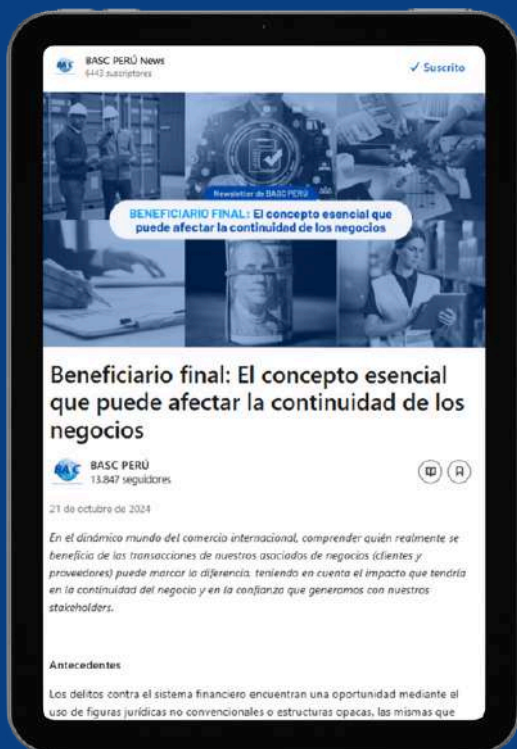 BASC
BASC PERÚ News
6443 suscriptores
✓ Suscrito
Newsletter de BASC PERÚ
BENEFICIARIO FINAL: El concepto esencial que
puede afectar la continuidad de los negocios
Beneficiario final: El concepto esencial
que puede afectar la continuidad de los
negocios
BASC
BASC PERÚ
13.847 seguidores
21 de octubre de 2024
En el dinámico mundo del comercio internacional, comprender quién realmente se
beneficia de las transacciones de nuestros asociados de negocios (clientes y
proveedores) puede marcar la diferencia, teniendo en cuenta el impacto que tendría
en la continuidad del negocio y en la confianza que generamos con nuestros
stakeholders.
Antecedentes
Los delitos contra el sistema financiero encuentran una oportunidad mediante el
uso de figuras jurídicas no convencionales o estructuras opacas, las mismas que